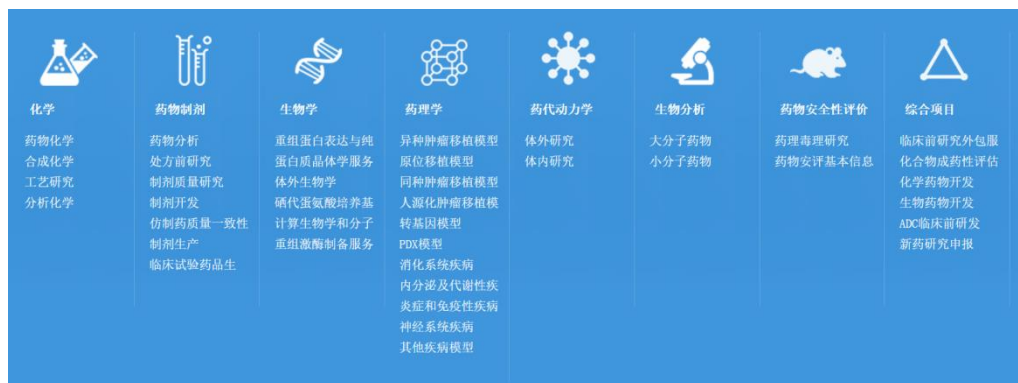 化学
药物化学
合成化学
工艺研究
分析化学
药物制剂
药物分析
处方前研究
制剂质量研究
制剂开发
仿制药质量一致性
制剂生产
临床试验药品生
生物学
重组蛋白表达与纯
蛋白质晶体学服务
体外生物学
硒代蛋氨酸培养基
计算生物学和分子
重组激酶制备服务
药理学
异种肿瘤移植模型
原位移植模型
同种肿瘤移植模型
人源化肿瘤移植模
转基因模型
PDX模型
消化系统疾病
内分泌及代谢性疾
炎症和免疫性疾病
神经系统疾病
其他疾病模型
药代动力学
体外研究
体内研究
生物分析
大分子药物
小分子药物
药物安全性评价
药理毒理研究
药物安评基本信息
综合项目
临床前研究外包服
化合物成药性评估
化学药物开发
生物药物开发
ADC临床前研发
新药研究申报